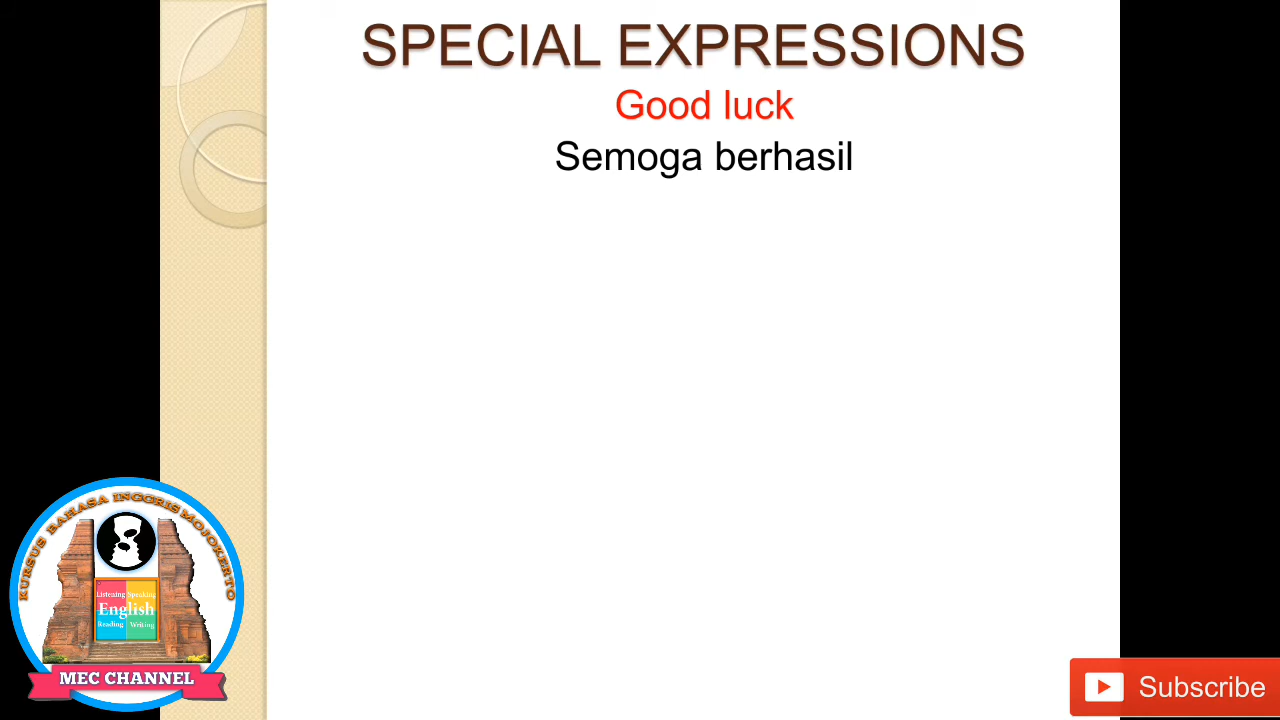 SPECIAL EXPRESSIONS
Good luck
Semoga berhasil
KURSUS BAHASA INGGRIS MOJOKERTO
Listening Speaking
English
Reading Writing
MEC CHANNEL
Subscribe